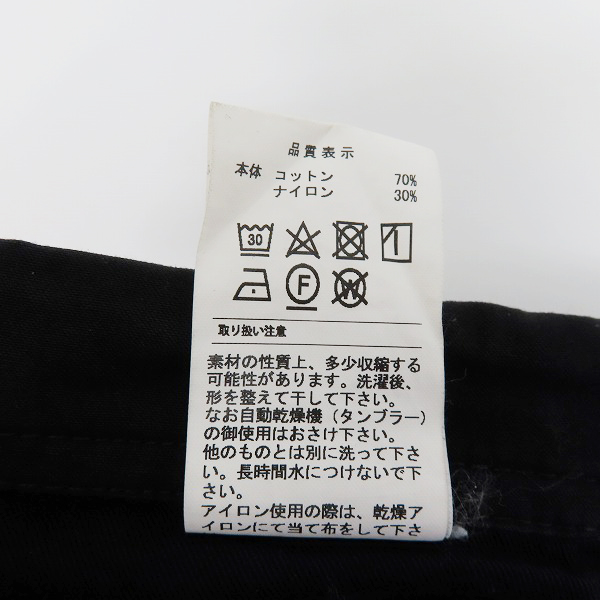 品質表示
本体 コットン 70%
ナイロン 30%
30
F W
取り扱い注意
素材の性質上、多少収縮する
可能性があります。洗濯後、
形を整えて干して下さい。
なお自動乾燥機（タンブラー）
の御使用はおさけ下さい。
他のものとは別に洗って下さ
い。長時間水につけないで下
さい。
アイロン使用の際は、乾燥ア
イロンにて当て布をして下さ